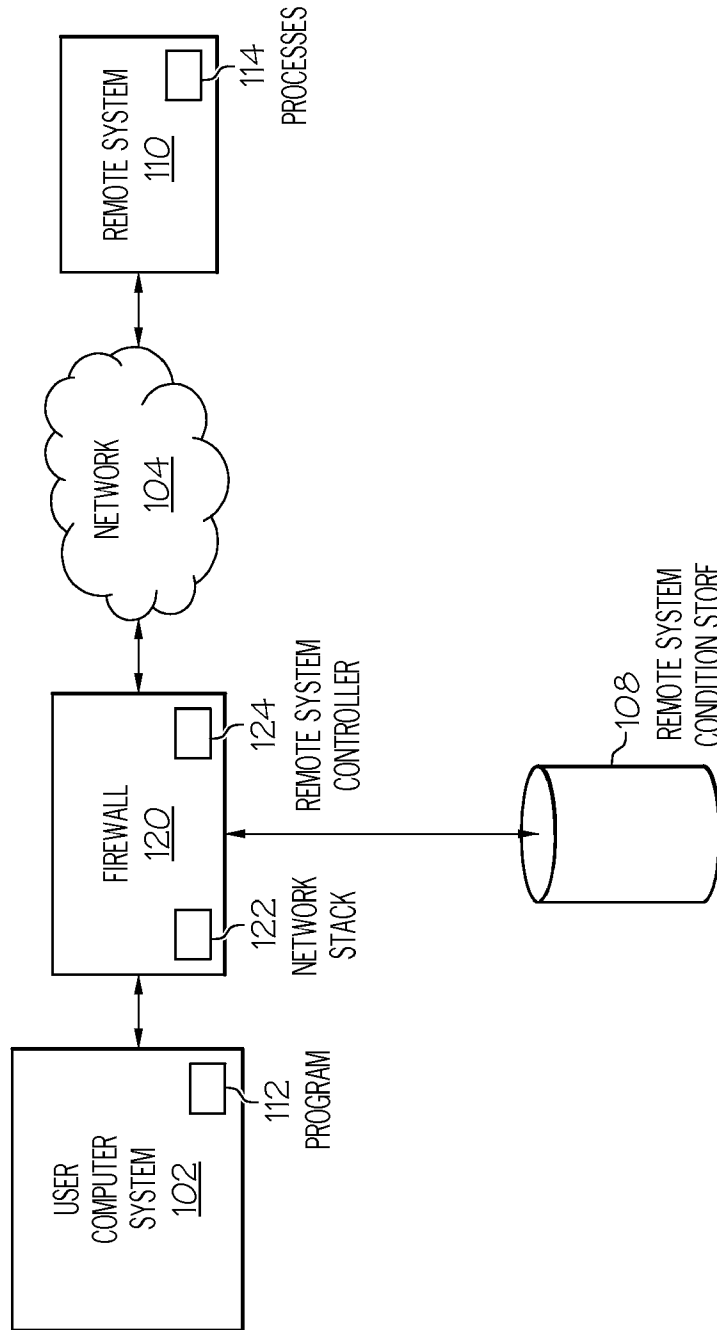 USER
COMPUTER
SYSTEM
102
112
PROGRAM
FIREWALL
120
122
NETWORK
STACK
124
REMOTE SYSTEM
CONTROLLER
NETWORK
104
REMOTE SYSTEM
110
114
PROCESSES
108
REMOTE SYSTEM
CONDITION STORE